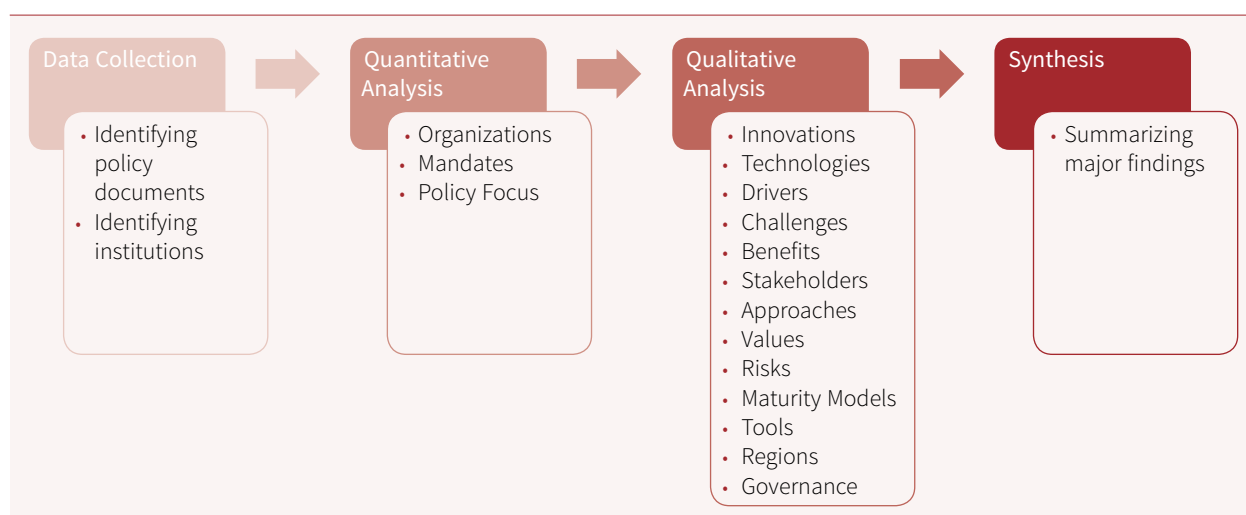 Data Collection
• Identifying
policy
documents
• Identifying
institutions
Quantitative
Analysis
• Organizations
• Mandates
• Policy Focus
Qualitative
Analysis
• Innovations
• Technologies
• Drivers
• Challenges
• Benefits
• Stakeholders
• Approaches
• Values
• Risks
• Maturity Models
• Tools
• Regions
• Governance
Synthesis
• Summarizing
major findings